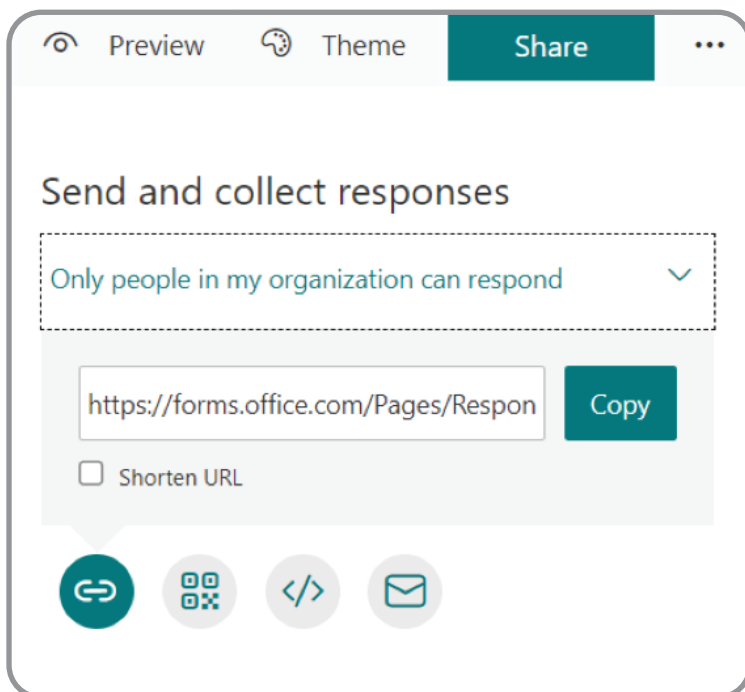 Preview Theme Share ...
Send and collect responses
Only people in my organization can respond
https://forms.office.com/Pages/Respon Copy
Shorten URL
</>